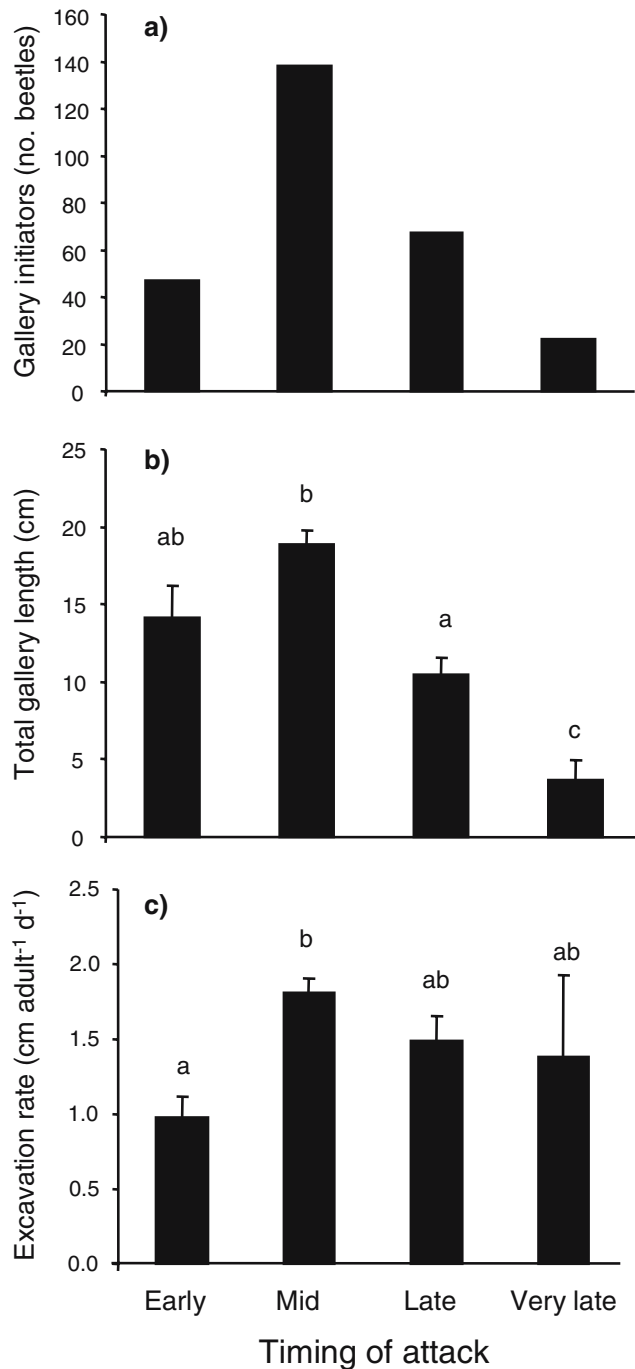 a)
Gallery initiators (no. beetles)
160
140
120
100
80
60
40
20
0
b)
Total gallery length (cm)
25
20
15
10
5
0
ab
b
a
c
c)
Excavation rate (cm adult⁻¹ d⁻¹)
2.5
2.0
1.5
1.0
0.5
0.0
a
b
ab
ab
Early Mid Late Very late
Timing of attack